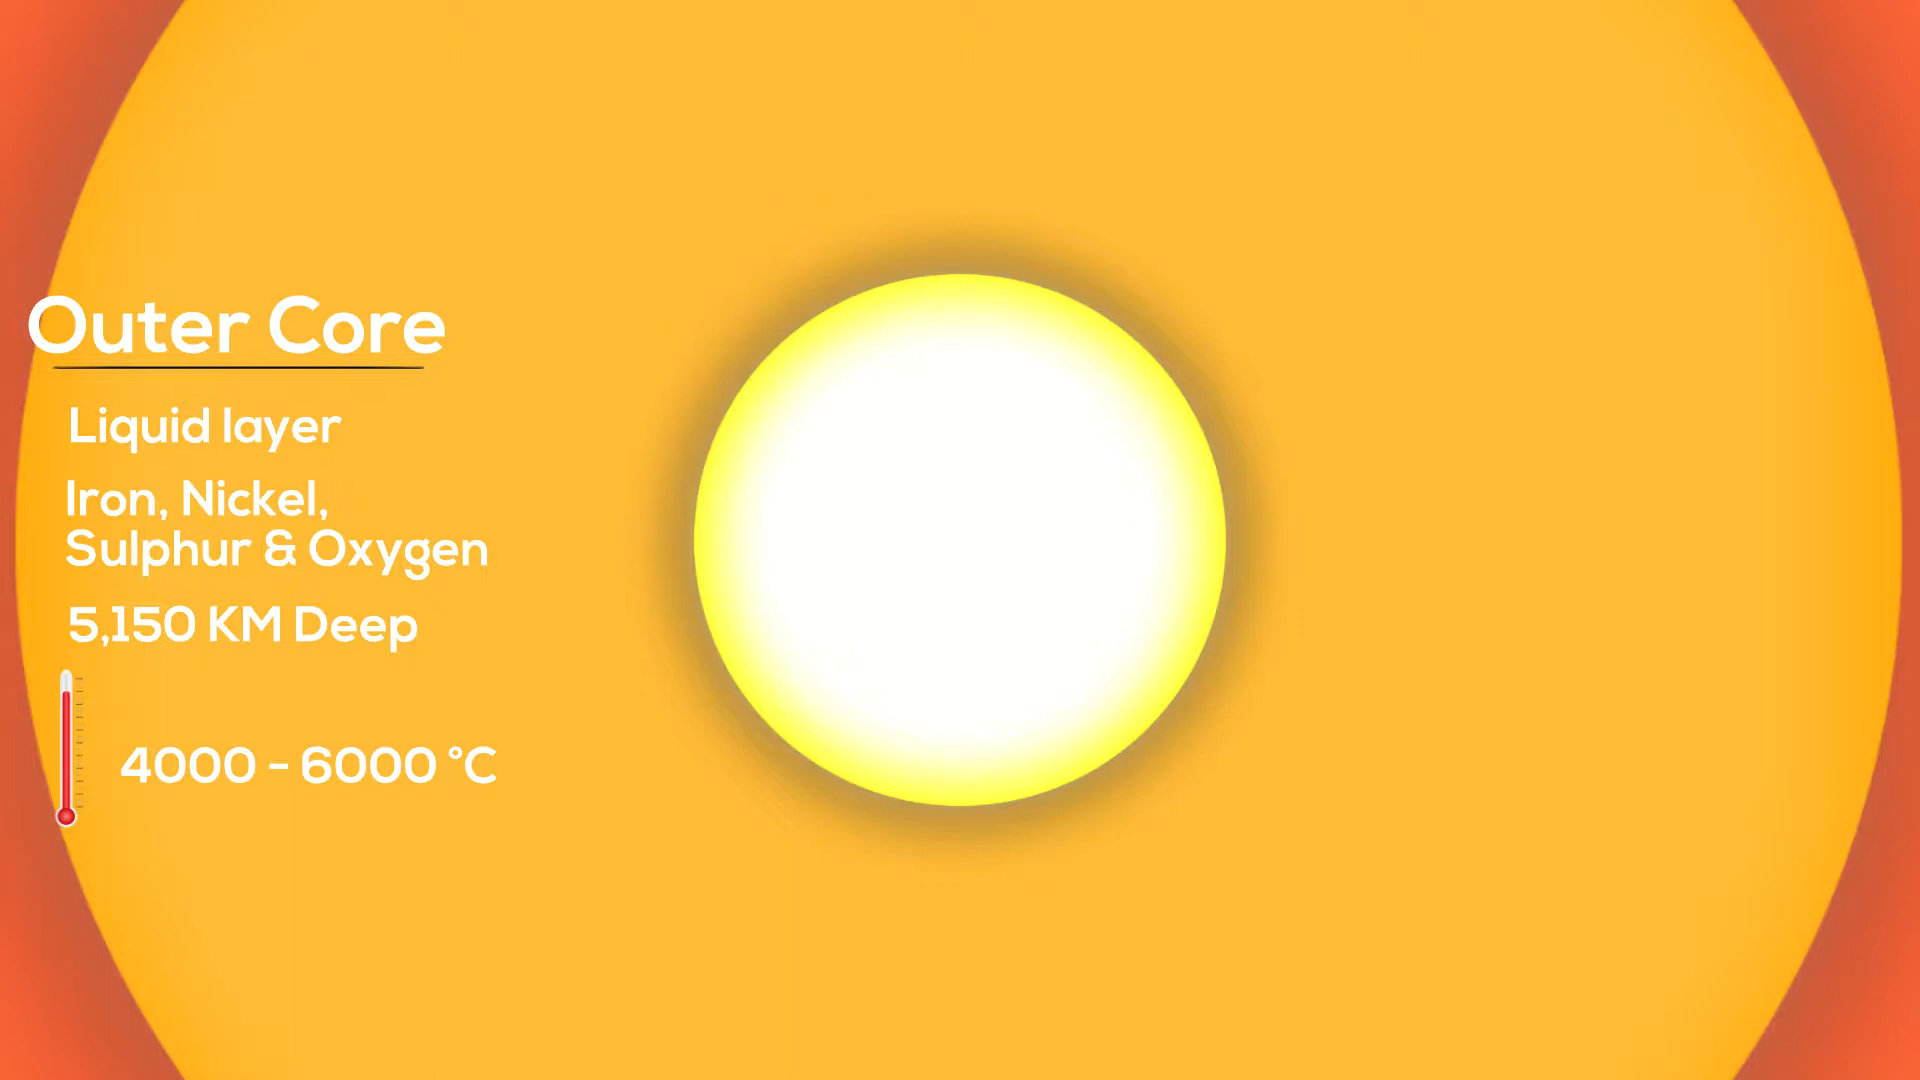 Outer Core
Liquid layer
Iron, Nickel,
Sulphur & Oxygen
5,150 KM Deep
4000 - 6000 °C